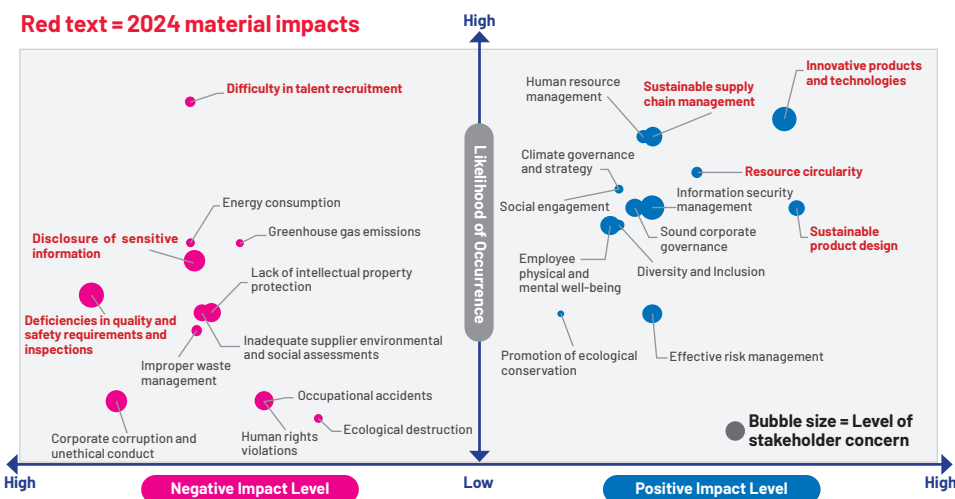 Red text = 2024 material impacts
High
Difficulty in talent recruitment
Energy consumption
Greenhouse gas emissions
Disclosure of sensitive
information
Lack of intellectual property
protection
Deficiencies in quality and
safety requirements and
inspections
Inadequate supplier environmental
and social assessments
Improper waste
management
Occupational accidents
Ecological destruction
Corporate corruption and
unethical conduct
Human rights
violations
Likelihood of Occurrence
Human resource
management
Sustainable supply
chain management
Innovative products
and technologies
Climate governance
and strategy
Resource circularity
Social engagement
Information security
management
Sound corporate
governance
Sustainable
product design
Employee
physical and
mental well-being
Diversity and Inclusion
Promotion of ecological
conservation
Effective risk management
Bubble size = Level of
stakeholder concern
High
Negative Impact Level
Low
Positive Impact Level
High